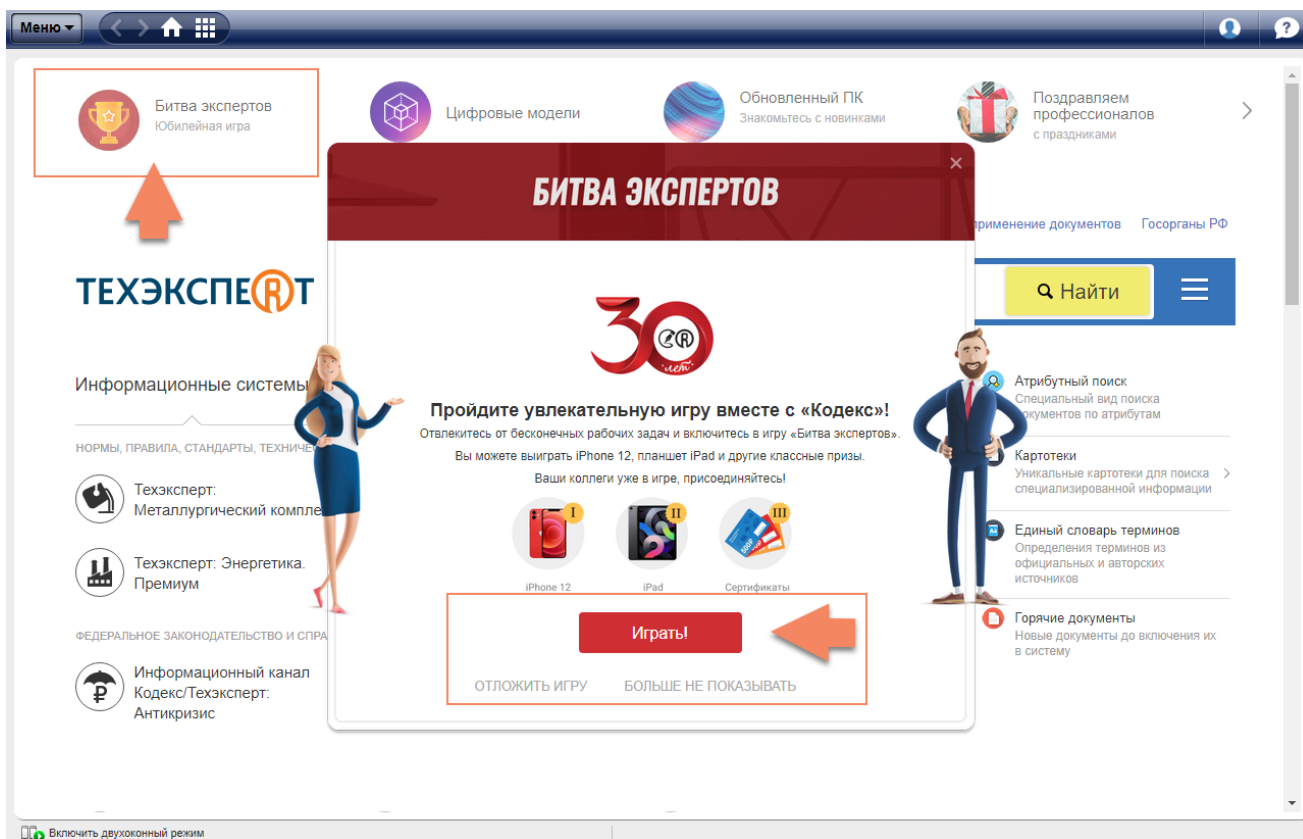 Меню
Битва экспертов
Юбилейная игра
Цифровые модели
Обновленный ПК
Знакомьтесь с новинками
Поздравляем
профессионалов
с праздниками
БИТВА ЭКСПЕРТОВ
применение документов Госорганы РФ
ТЕХЭКСПЕRТ
Найти
30
лет
Информационные системы
Пройдите увлекательную игру вместе с «Кодекс»!
Отвлекитесь от бесконечных рабочих задач и включитесь в игру «Битва экспертов».
Вы можете выиграть iPhone 12, планшет iPad и другие классные призы.
Ваши коллеги уже в игре, присоединяйтесь!
I
II
III
iPhone 12
iPad
Сертификаты
Играть!
ОТЛОЖИТЬ ИГРУ БОЛЬШЕ НЕ ПОКАЗЫВАТЬ
НОРМЫ, ПРАВИЛА, СТАНДАРТЫ, ТЕХНИЧЕ
Техэксперт:
Металлургический компле
Техэксперт: Энергетика.
Премиум
ФЕДЕРАЛЬНОЕ ЗАКОНОДАТЕЛЬСТВО И СПРА
Информационный канал
Кодекс/Техэксперт:
Антикризис
Атрибутный поиск
Специальный вид поиска
документов по атрибутам
Картотеки
Уникальные картотеки для поиска
специализированной информации
Единый словарь терминов
Определения терминов из
официальных и авторских
источников
Горячие документы
Новые документы до включения их
в систему
Включить двухоконный режим